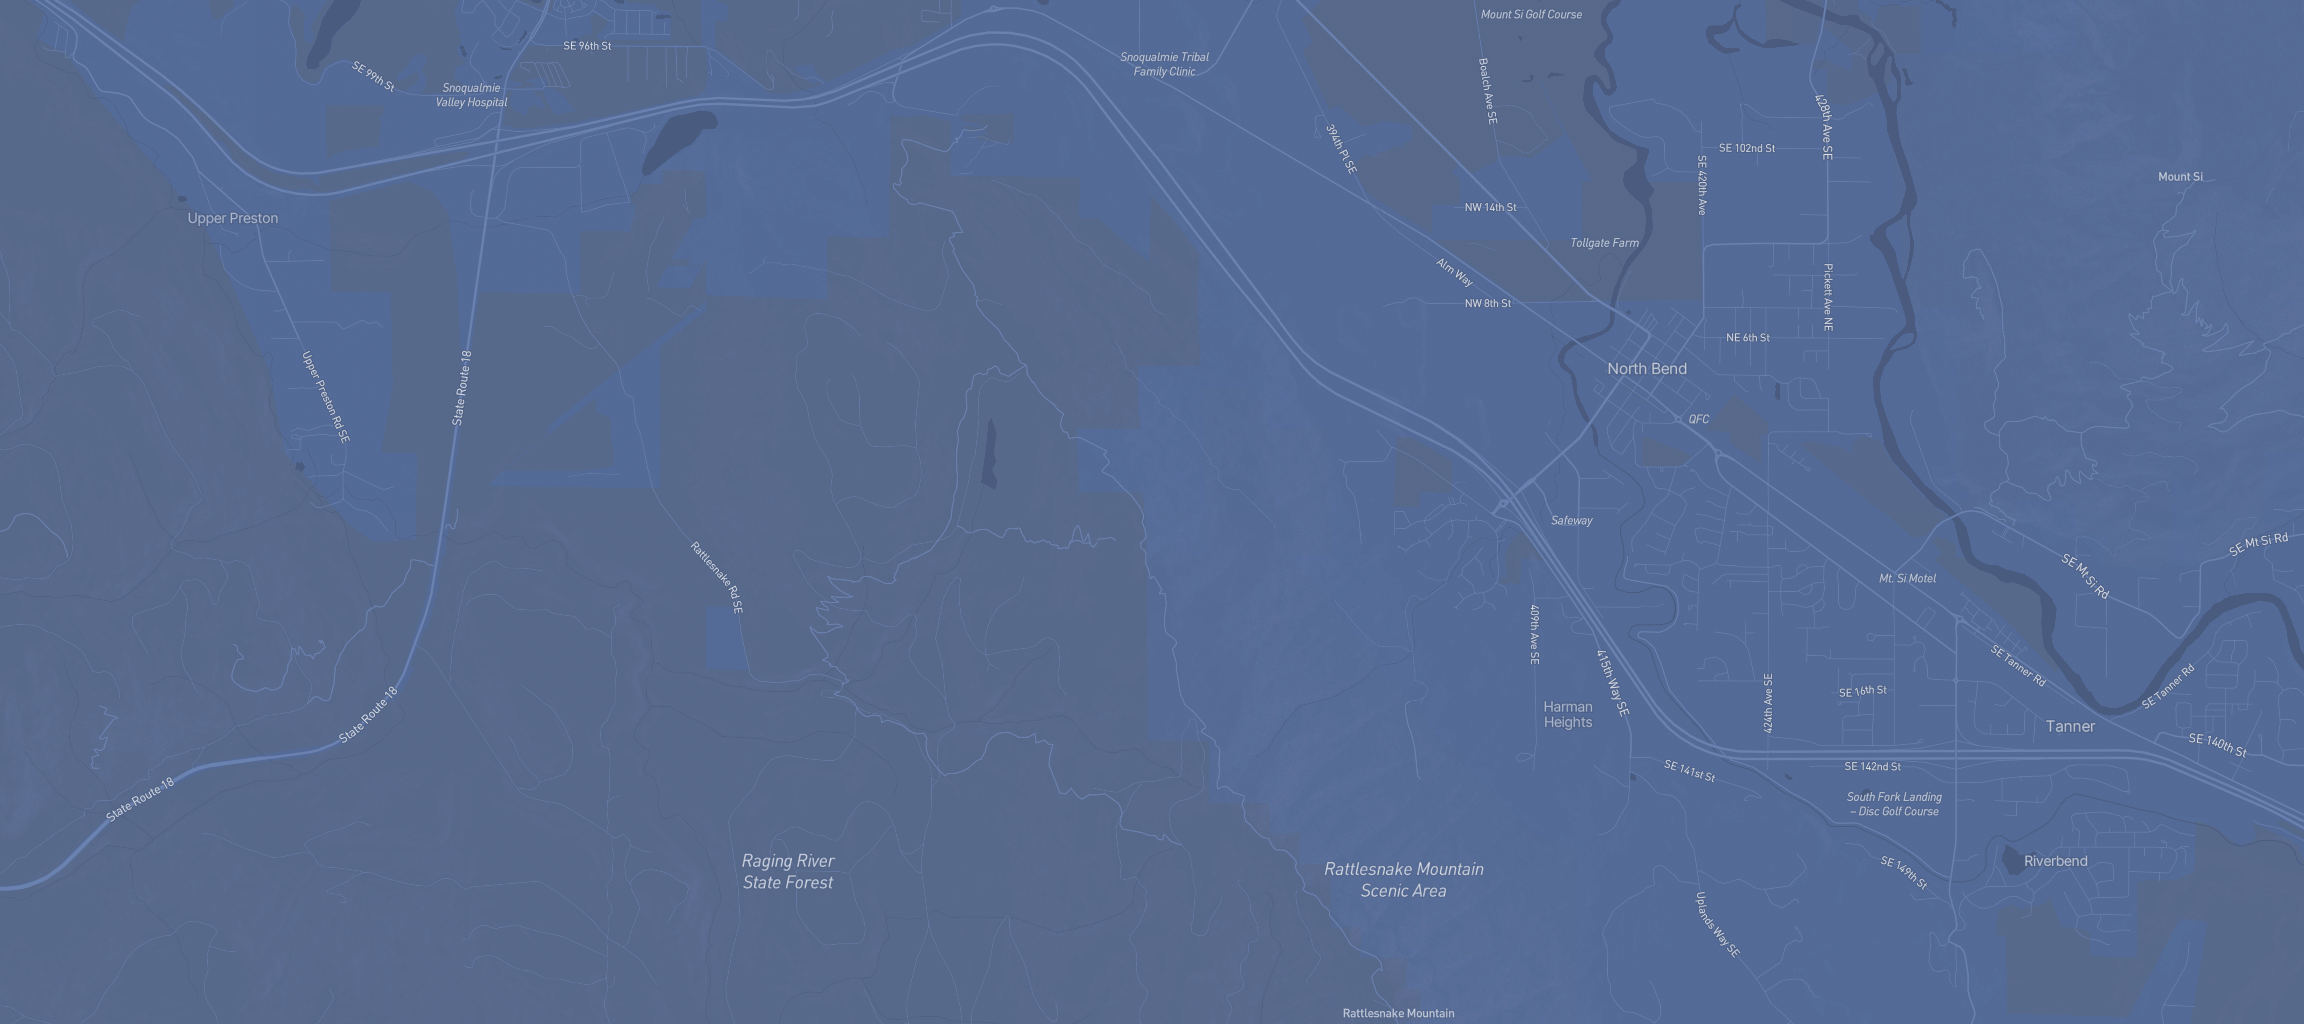 Mount Si Golf Course
SE 96th St
Snoqualmie Tribal
Family Clinic
SE 99th St
Snoqualmie
Valley Hospital
Boalch Ave SE
428th Ave SE
394th Pl SE
SE 102nd St
SE 420th Ave
Mount Si
NW 14th St
Upper Preston
Tollgate Farm
Alm Way
Pickett Ave NE
NW 8th St
NE 6th St
North Bend
State Route 18
Upper Preston Rd SE
QFC
Safeway
SE Mt Si Rd
SE Mt Si Rd
Rattlesnake Rd SE
Mt. Si Motel
409th Ave SE
415th Way SE
SE Tanner Rd
SE Tanner Rd
SE 16th St
424th Ave SE
Harman
Heights
State Route 18
Tanner
SE 140th St
SE 141st St
SE 142nd St
State Route 18
South Fork Landing
– Disc Golf Course
Raging River
State Forest
Rattlesnake Mountain
Scenic Area
SE 149th St
Riverbend
Uplands Way SE
Rattlesnake Mountain